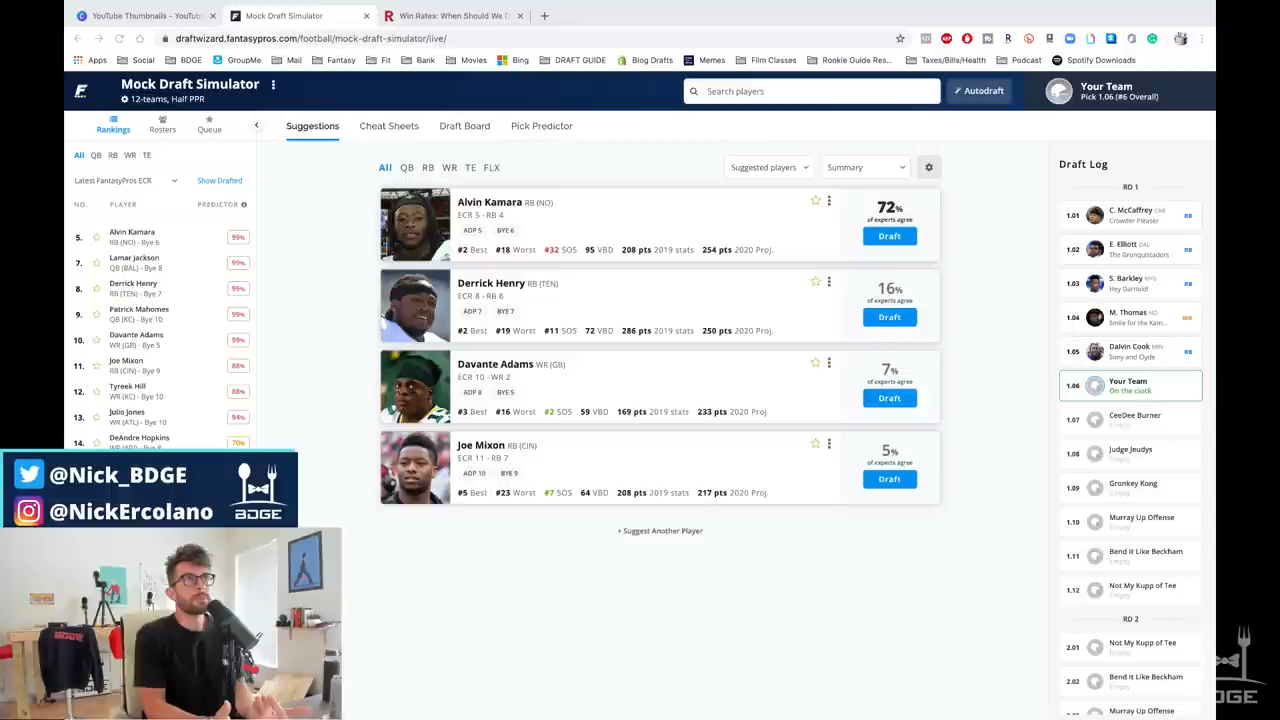 YouTube Thumbnails - YouTub
Mock Draft Simulator
Win Rates: When Should We D
draftwizard.fantasypros.com/football/mock-draft-simulator/live/
Apps Social BDGE GroupMe Mail Fantasy Fit Bank Movies Bing DRAFT GUIDE Blog Drafts Memes Film Classes Rookie Guide Res... Taxes/Bills/Health Podcast Spotify Downloads
Mock Draft Simulator
12-teams, Half PPR
Search players
Autodraft
Your Team
Pick 1.06 (#6 Overall)
Rankings Rosters Queue
All QB RB WR TE
Latest FantasyPros ECR
Show Drafted
NO. PLAYER PREDICTOR
5. Alvin Kamara 99%
RB (NO) - Bye 6
7. Lamar Jackson 99%
QB (BAL) - Bye 8
8. Derrick Henry 99%
RB (TEN) - Bye 7
9. Patrick Mahomes 99%
QB (KC) - Bye 10
10. Davante Adams 99%
WR (GB) - Bye 5
11. Joe Mixon 88%
RB (CIN) - Bye 9
12. Tyreek Hill 88%
WR (KC) - Bye 10
13. Julio Jones 94%
WR (ATL) - Bye 10
14. DeAndre Hopkins 70%
Suggestions Cheat Sheets Draft Board Pick Predictor
All QB RB WR TE FLX
Suggested players
Summary
Alvin Kamara RB (NO)
ECR 5 - RB 4
ADP 5 BYE 6
#2 Best #18 Worst #32 SOS 95 VBD 208 pts 2019 stats 254 pts 2020 Proj.
72%
of experts agree
Draft
Derrick Henry RB (TEN)
ECR 8 - RB 6
ADP 7 BYE 7
#2 Best #19 Worst #11 SOS 72 VBD 286 pts 2019 stats 250 pts 2020 Proj.
16%
of experts agree
Draft
Davante Adams WR (GB)
ECR 10 - WR 2
ADP 8 BYE 5
#3 Best #16 Worst #2 SOS 59 VBD 169 pts 2019 stats 233 pts 2020 Proj.
7%
of experts agree
Draft
Joe Mixon RB (CIN)
ECR 11 - RB 7
ADP 10 BYE 9
#5 Best #23 Worst #7 SOS 64 VBD 208 pts 2019 stats 217 pts 2020 Proj.
5%
of experts agree
Draft
+ Suggest Another Player
Draft Log
RD 1
1.01 C. McCaffrey CAR RB
Crowder Pleaser
1.02 E. Elliott DAL RB
The Gronquistadors
1.03 S. Barkley NYG RB
Hey Darnold!
1.04 M. Thomas NO WR
Smile for the Kam...
1.05 Dalvin Cook MIN RB
Sony and Clyde
1.06 Your Team
On the clock
1.07 CeeDee Burner
Empty
1.08 Judge Jeudys
Empty
1.09 Gronkey Kong
Empty
1.10 Murray Up Offense
Empty
1.11 Bend It Like Beckham
Empty
1.12 Not My Kupp of Tee
Empty
RD 2
2.01 Not My Kupp of Tee
Empty
2.02 Bend It Like Beckham
Empty
Murray Up Offense
@Nick_BDGE
@NickErcolano
BDGE